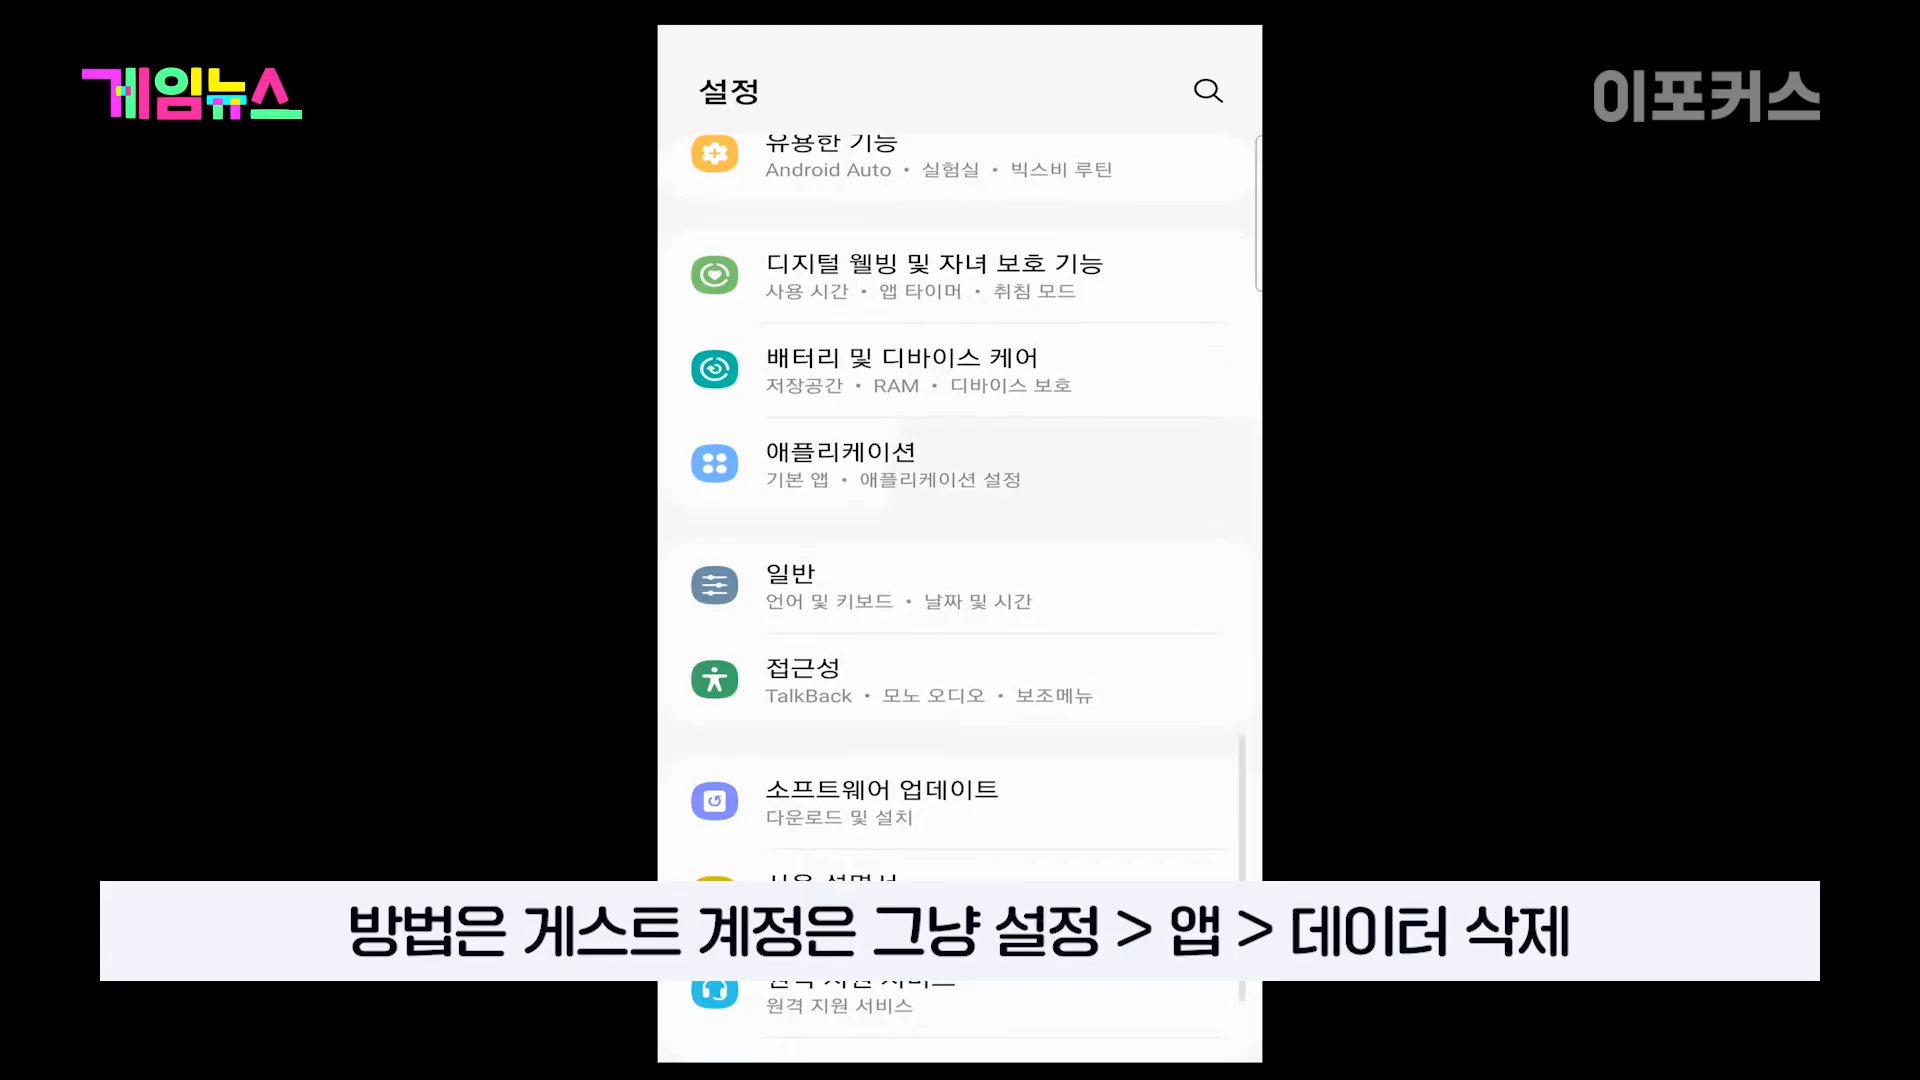 게임뉴스
이포커스
설정
유용한 기능
Android Auto • 실험실 • 빅스비 루틴
디지털 웰빙 및 자녀 보호 기능
사용 시간 • 앱 타이머 • 취침 모드
배터리 및 디바이스 케어
저장공간 • RAM • 디바이스 보호
애플리케이션
기본 앱 • 애플리케이션 설정
일반
언어 및 키보드 • 날짜 및 시간
접근성
TalkBack • 모노 오디오 • 보조메뉴
소프트웨어 업데이트
다운로드 및 설치
방법은 게스트 계정은 그냥 설정 > 앱 > 데이터 삭제
원격 지원 서비스